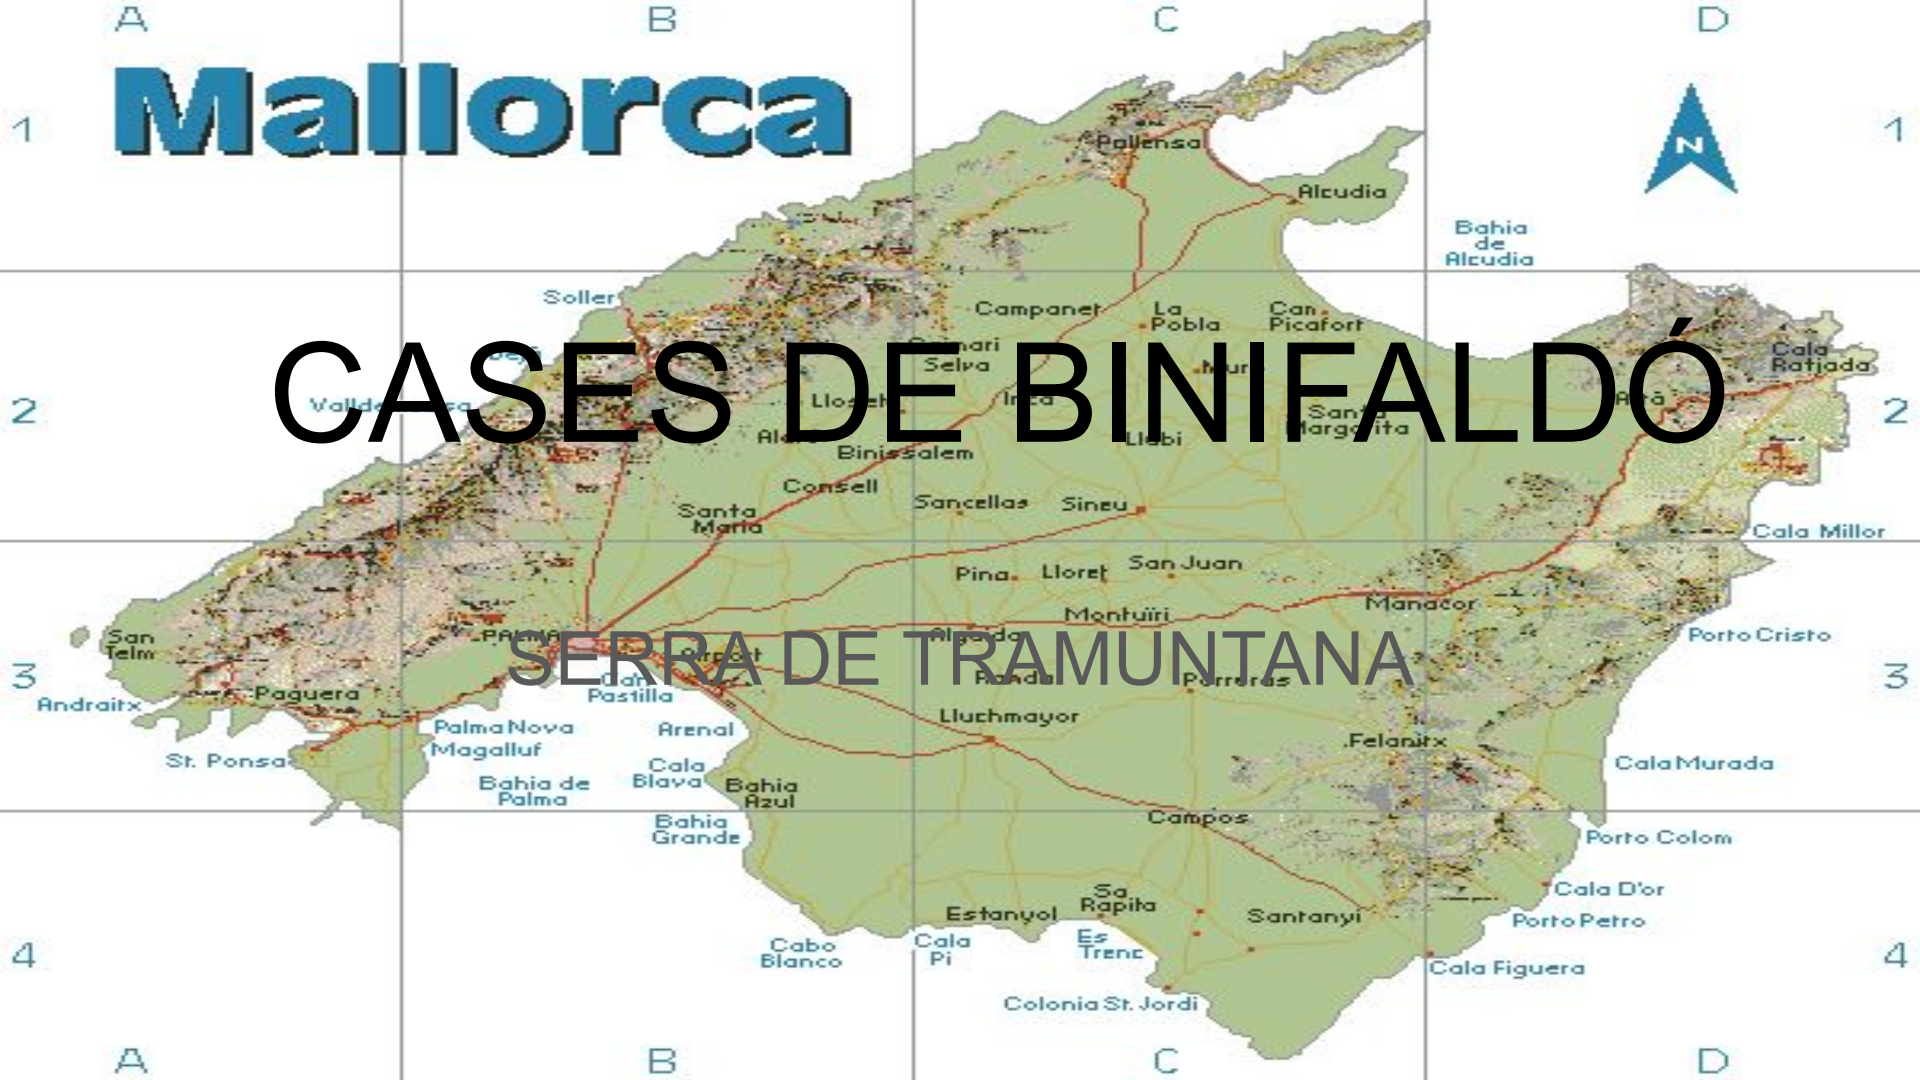 A B C D
Mallorca
1 1
N
Pollensa
Alcudia
Bahia
de
Alcudia
Soller
Campanet
La
Pobla
Can
Picafort
Selva
Cala
Ratjada
CASES DE BINIFALDÓ
2 2
Santa
Margarita
Binissalem
Consell
Sancellas
Sineu
Santa
Maria
Cala Millor
San Juan
Pina
Lloret
Manacor
Montuïri
San
Telm
PALMA
Algaida
Porto Cristo
SERRA DE TRAMUNTANA
3 3
Paguera
Pastilla
Porreras
Andraitx
Lluchmayor
Palma Nova
Arenal
Magalluf
Felanitx
St. Ponsa
Cala
Blava
Cala Murada
Bahia de
Palma
Bahia
Azul
Campos
Bahia
Grande
Porto Colom
Cala D'or
Sa
Rapita
Estanyol
Santanyi
Porto Petro
Cabo
Blanco
Cala
Pi
Es
Trenc
4 4
Cala Figuera
Colonia St. Jordi
A B C D